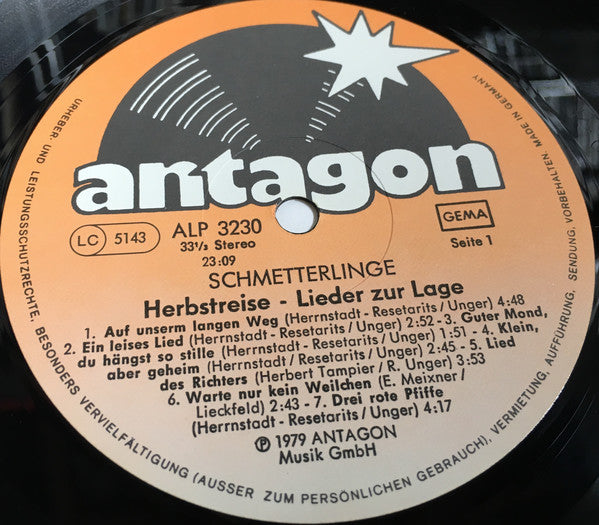 antagon
LC 5143
ALP 3230
33⅓ Stereo
23:09
GEMA
Seite 1
SCHMETTERLINGE
Herbstreise - Lieder zur Lage
1. Auf unserm langen Weg (Herrnstadt - Resetarits/Unger) 4:48
2. Ein leises Lied (Herrnstadt - Resetarits/Unger) 2:52 - 3. Guter Mond,
du hängst so stille (Herrnstadt / Resetarits / Unger) 1:51 - 4. Klein,
aber geheim (Herrnstadt / Resetarits / Unger) 2:45 - 5. Lied
des Richters (Herbert Tampier / R. Unger) 3:53
6. Warte nur kein Weilchen (E. Meixner /
Lieckfeld) 2:43 - 7. Drei rote Pfiffe
(Herrnstadt - Resetarits / Unger) 4:17
℗ 1979 ANTAGON
Musik GmbH
URHEBER- UND LEISTUNGSSCHUTZRECHTE, BESONDERS VERVIELFÄLTIGUNG (AUSSER ZUM PERSÖNLICHEN GEBRAUCH), VERMIETUNG, AUFFÜHRUNG, SENDUNG, VORBEHALTEN. MADE IN GERMANY